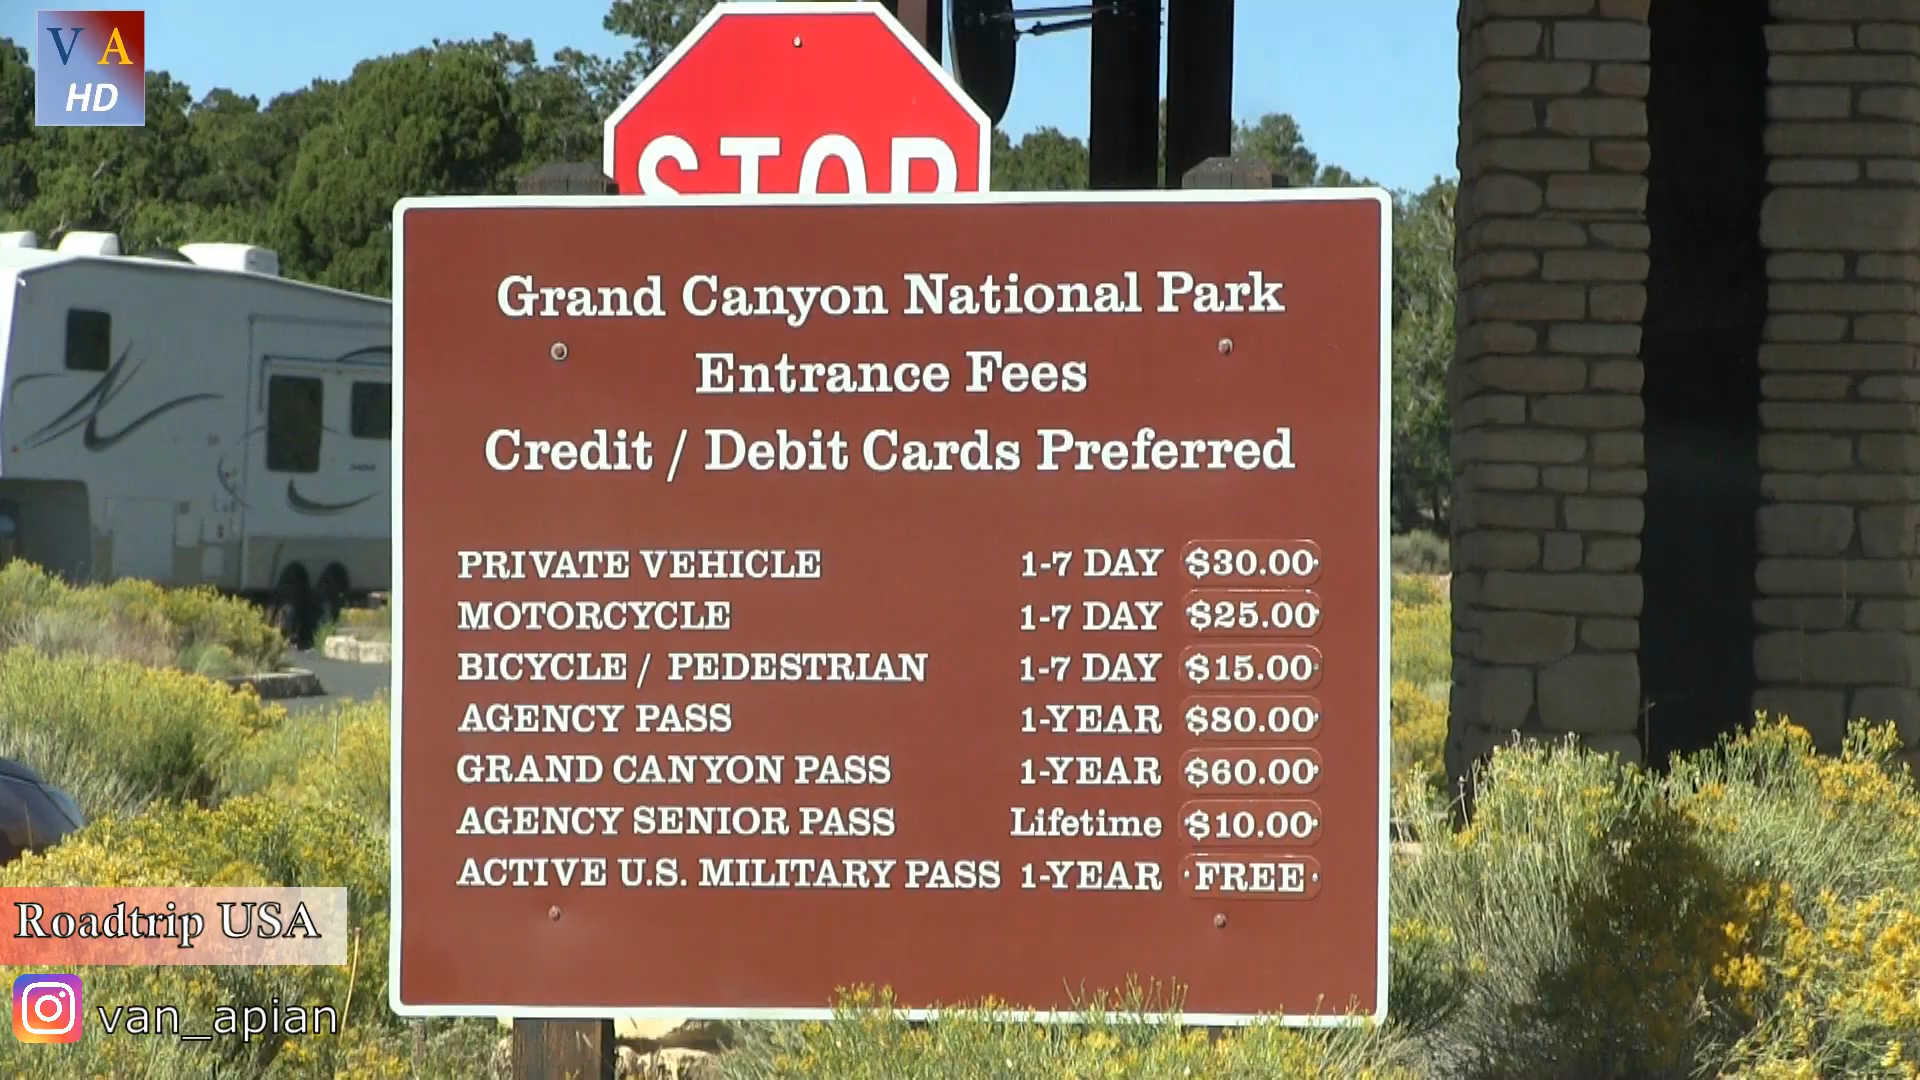 VA
HD
STOP
Grand Canyon National Park
Entrance Fees
Credit / Debit Cards Preferred
PRIVATE VEHICLE 1-7 DAY $30.00
MOTORCYCLE 1-7 DAY $25.00
BICYCLE / PEDESTRIAN 1-7 DAY $15.00
AGENCY PASS 1-YEAR $80.00
GRAND CANYON PASS 1-YEAR $60.00
AGENCY SENIOR PASS Lifetime $10.00
ACTIVE U.S. MILITARY PASS 1-YEAR FREE
Roadtrip USA
van_apian